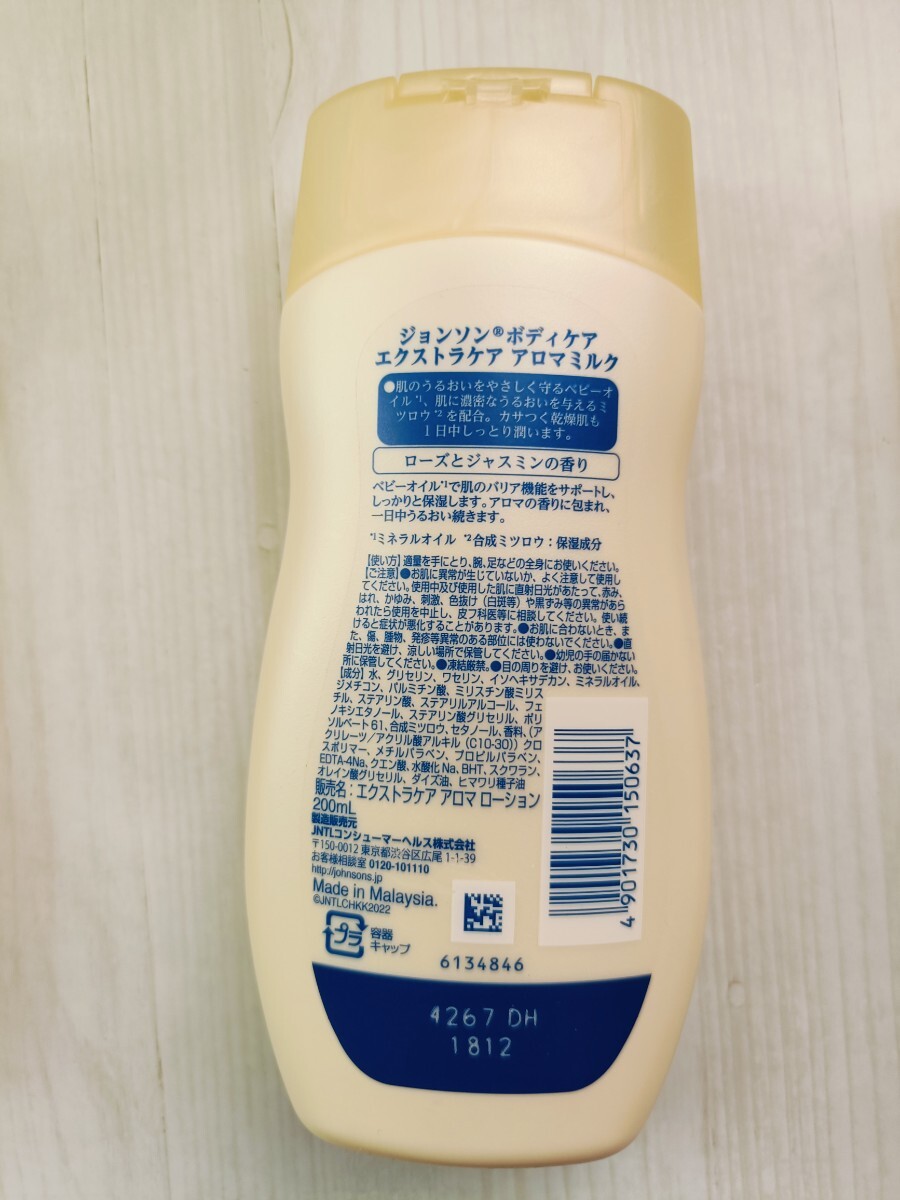 ジョンソン®ボディケア
エクストラケア アロマミルク
●肌のうるおいをやさしく守るベビーオ
イル*1、肌に濃密なうるおいを与えるミ
ツロウ*2を配合。カサつく乾燥肌も
1日中しっとり潤います。
ローズとジャスミンの香り
ベビーオイル*1で肌のバリア機能をサポートし、
しっかりと保湿します。アロマの香りに包まれ、
一日中うるおい続きます。
*1ミネラルオイル *2合成ミツロウ：保湿成分
【使い方】適量を手にとり、腕、足などの全身にお使いください。
【ご注意】●お肌に異常が生じていないか、よく注意して使用し
てください。使用中及び使用した肌に直射日光があたって、赤み、
はれ、かゆみ、刺激、色抜け（白斑等）や黒ずみ等の異常があら
われたら使用を中止し、皮フ科医等に相談してください。使い続
けると症状が悪化することがあります。●お肌に合わないとき、ま
た、傷、腫物、発疹等異常のある部位には使わないでください。●直
射日光を避け、涼しい場所で保管してください。●幼児の手の届かない
所に保管してください。●凍結厳禁。●目の周りを避け、お使いください。
【成分】水、グリセリン、ワセリン、イソヘキサデカン、ミネラルオイル、
ジメチコン、パルミチン酸、ミリスチン酸ミリス
チル、ステアリン酸、ステアリルアルコール、フェ
ノキシエタノール、ステアリン酸グリセリル、ポリ
ソルベート61、合成ミツロウ、セタノール、香料、（ア
クリレーツ／アクリル酸アルキル（C10-30））クロ
スポリマー、メチルパラベン、プロピルパラベン、
EDTA-4Na、クエン酸、水酸化Na、BHT、スクワラン、
オレイン酸グリセリル、ダイズ油、ヒマワリ種子油
販売名：エクストラケア アロマ ローション
200mL
製造販売元
JNTLコンシューマーヘルス株式会社
〒150-0012 東京都渋谷区広尾 1-1-39
お客様相談室 0120-101110
http://johnsons.jp
Made in Malaysia.
©JNTLCHKK2022
プラ
容器
キャップ
4 901730 150637
6134846
4267 DH
1812